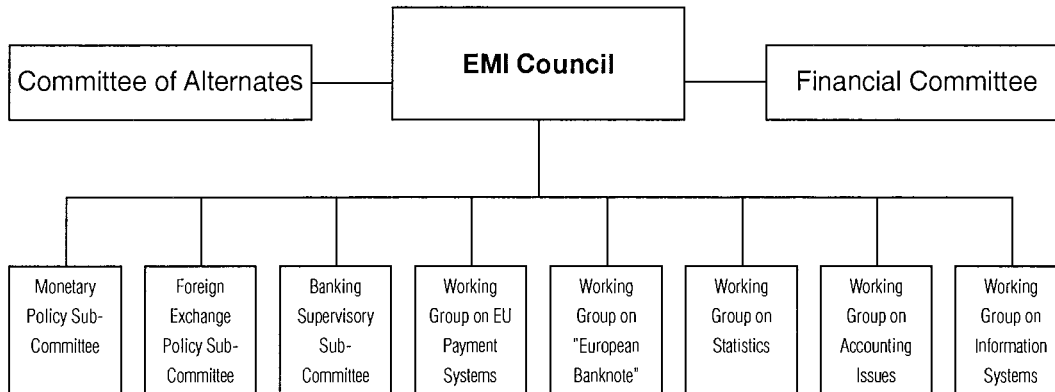 Committee of Alternates
EMI Council
Financial Committee
Monetary
Policy Sub-
Committee
Foreign
Exchange
Policy Sub-
Committee
Banking
Supervisory
Sub-
Committee
Working
Group on EU
Payment
Systems
Working
Group on
"European
Banknote"
Working
Group on
Statistics
Working
Group on
Accounting
Issues
Working
Group on
Information
Systems